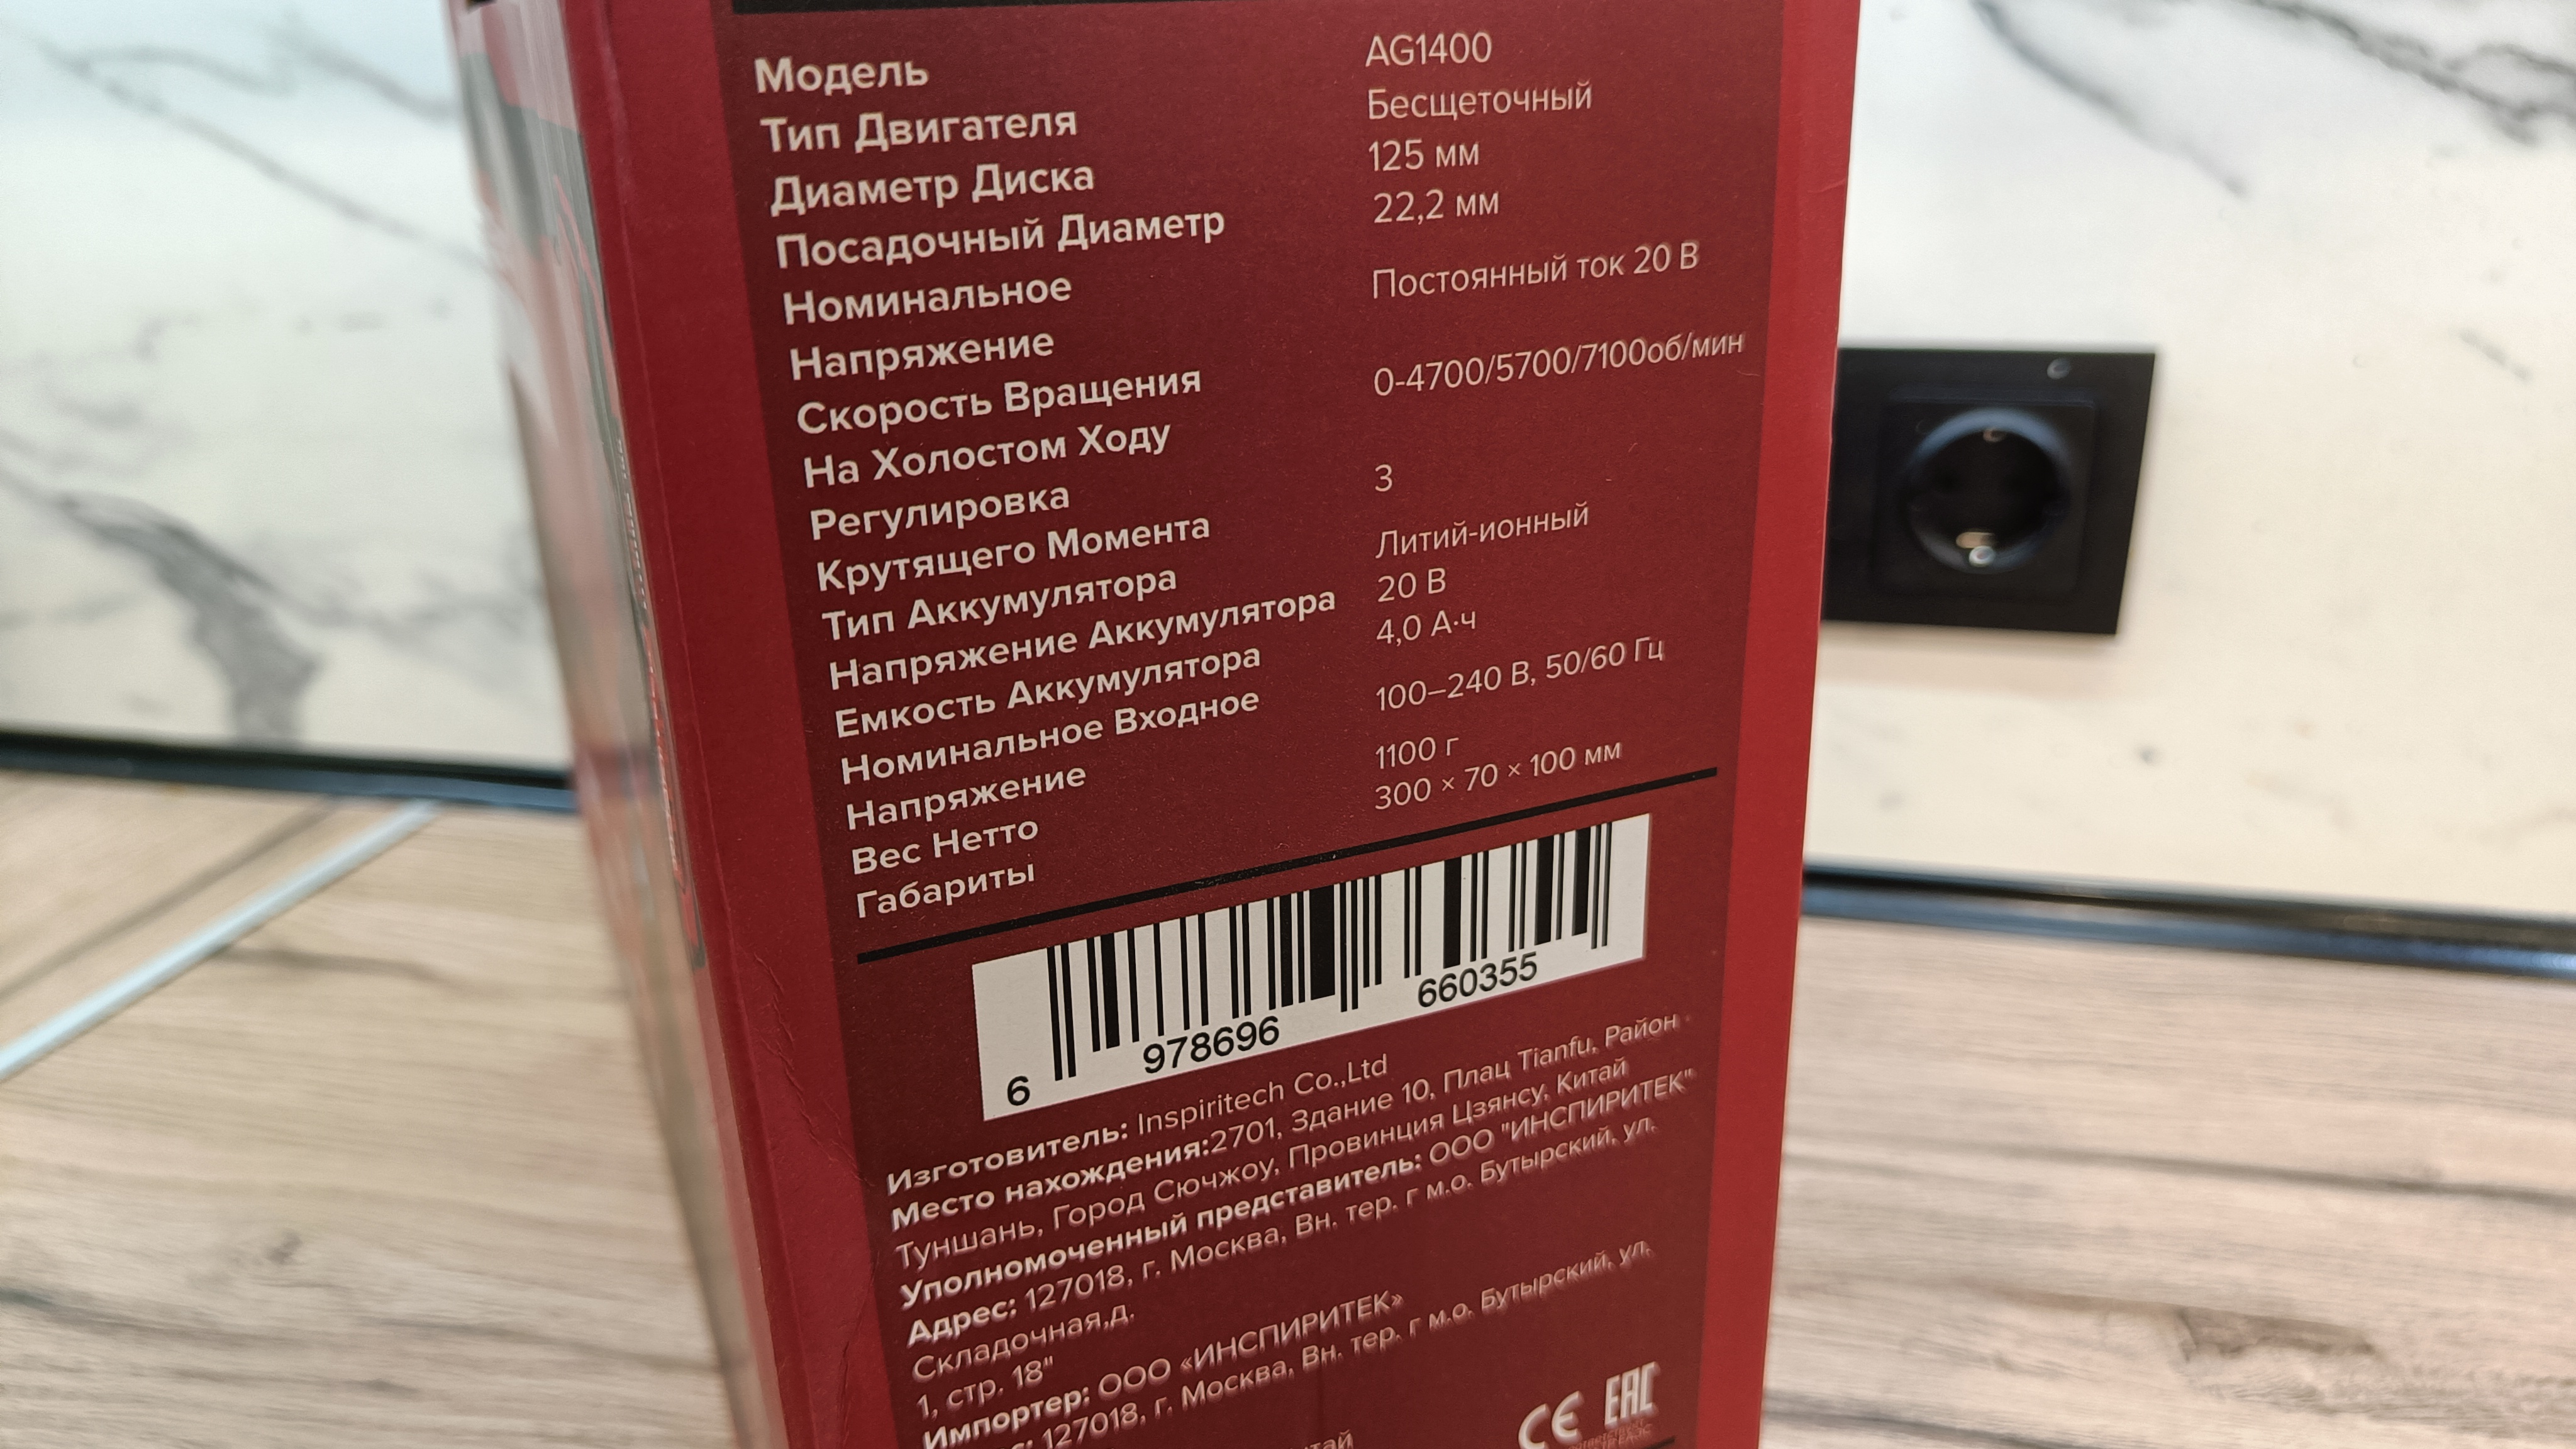 Модель AG1400
Тип Двигателя Бесщеточный
Диаметр Диска 125 мм
Посадочный Диаметр 22,2 мм
Номинальное Постоянный ток 20 В
Напряжение
Скорость Вращения 0-4700/5700/7100об/мин
На Холостом Ходу
Регулировка 3
Крутящего Момента
Тип Аккумулятора Литий-ионный
Напряжение Аккумулятора 20 В
Емкость Аккумулятора 4,0 А·ч
Номинальное Входное 100–240 В, 50/60 Гц
Напряжение
Вес Нетто 1100 г
Габариты 300 × 70 × 100 мм
6 978696 660355
Изготовитель: Inspiritech Co.,Ltd
Место нахождения:2701, Здание 10, Плац Tianfu, Район
Туншань, Город Сючжоу, Провинция Цзянсу, Китай
Уполномоченный представитель: ООО "ИНСПИРИТЕК"
Адрес: 127018, г. Москва, Вн. тер. г м.о. Бутырский, ул.
Складочная,д.
1, стр. 18"
Импортер: ООО «ИНСПИРИТЕК»
127018, г. Москва, Вн. тер. г м.о. Бутырский, ул.
CE EAC